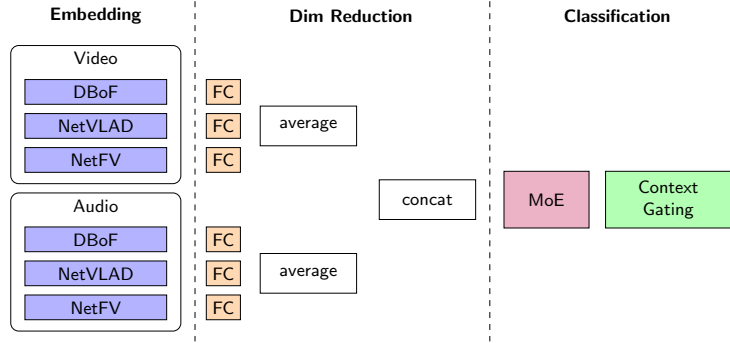 Embedding
Dim Reduction
Classification
Video
DBoF
NetVLAD
NetFV
FC
FC
FC
average
Audio
DBoF
NetVLAD
NetFV
FC
FC
FC
average
concat
MoE
Context
Gating